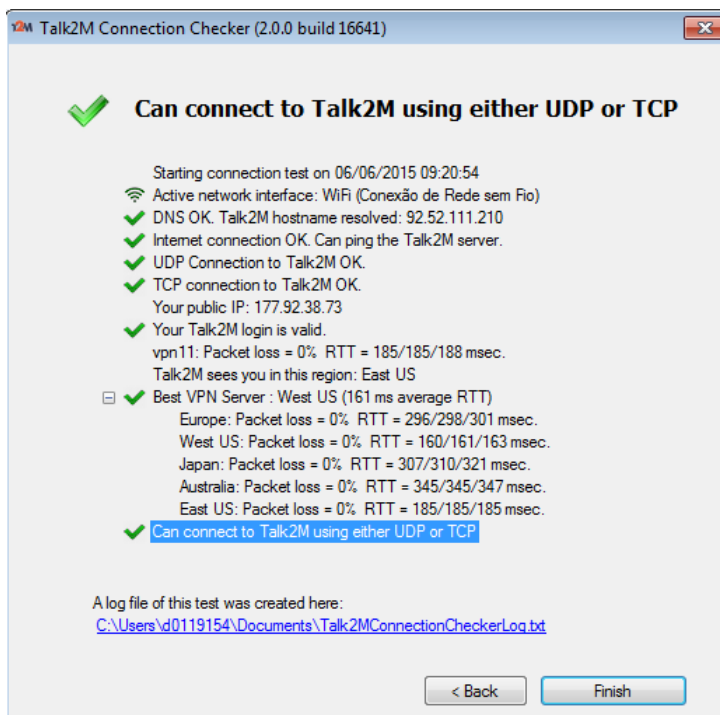 Talk2M Connection Checker (2.0.0 build 16641)
Can connect to Talk2M using either UDP or TCP
Starting connection test on 06/06/2015 09:20:54
Active network interface: WiFi (Conexão de Rede sem Fio)
DNS OK. Talk2M hostname resolved: 92.52.111.210
Internet connection OK. Can ping the Talk2M server.
UDP Connection to Talk2M OK.
TCP connection to Talk2M OK.
Your public IP: 177.92.38.73
Your Talk2M login is valid.
vpn11: Packet loss = 0% RTT = 185/185/188 msec.
Talk2M sees you in this region: East US
Best VPN Server : West US (161 ms average RTT)
Europe: Packet loss = 0% RTT = 296/298/301 msec.
West US: Packet loss = 0% RTT = 160/161/163 msec.
Japan: Packet loss = 0% RTT = 307/310/321 msec.
Australia: Packet loss = 0% RTT = 345/345/347 msec.
East US: Packet loss = 0% RTT = 185/185/185 msec.
Can connect to Talk2M using either UDP or TCP
A log file of this test was created here:
C:\Users\d0119154\Documents\Talk2MConnectionCheckerLog.txt
< Back
Finish